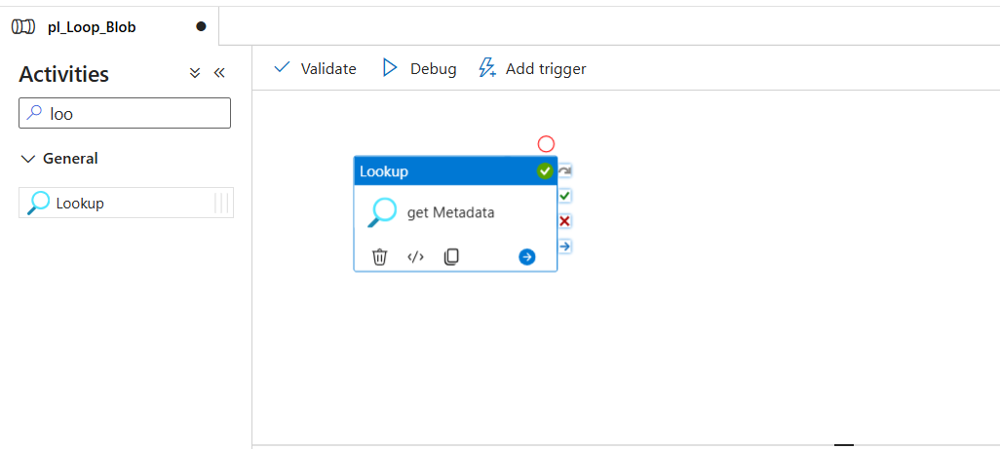 pl_Loop_Blob
Activities
Validate
Debug
Add trigger
loo
General
Lookup
Lookup
get Metadata